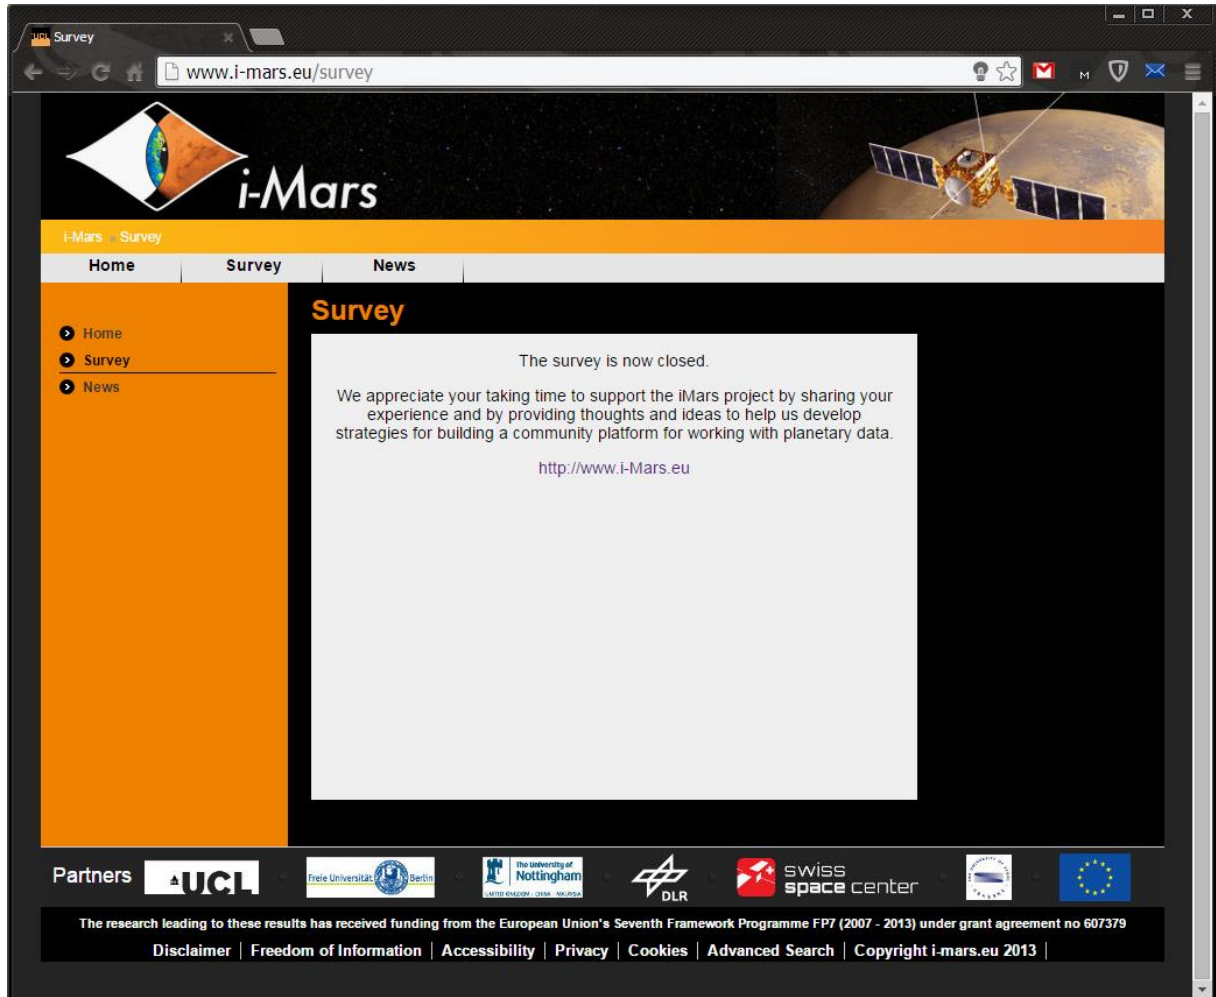 UCL Survey
www.i-mars.eu/survey
M
i-Mars
i-Mars » Survey
Home Survey News
Home
Survey
News
Survey
The survey is now closed.
We appreciate your taking time to support the iMars project by sharing your
experience and by providing thoughts and ideas to help us develop
strategies for building a community platform for working with planetary data.
http://www.i-Mars.eu
Partners
UCL
Freie Universität Berlin
The University of
Nottingham
UNITED KINGDOM · CHINA · MALAYSIA
DLR
swiss
space center
The research leading to these results has received funding from the European Union's Seventh Framework Programme FP7 (2007 - 2013) under grant agreement no 607379
Disclaimer | Freedom of Information | Accessibility | Privacy | Cookies | Advanced Search | Copyright i-mars.eu 2013 |